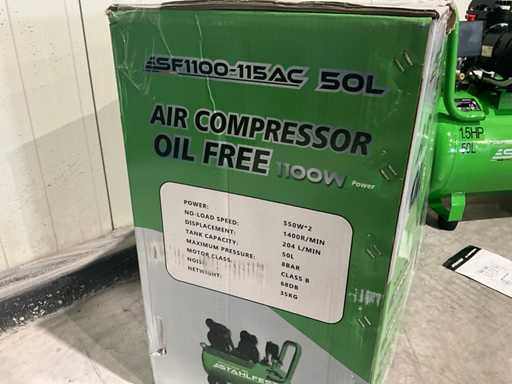 SF1100-115AC 50L
AIR COMPRESSOR
OIL FREE 1100W Power
POWER: 550W*2
NO-LOAD SPEED: 1400R/MIN
DISPLACEMENT: 204 L/MIN
TANK CAPACITY: 50L
MAXIMUM PRESSURE: 8BAR
MOTOR CLASS: CLASS B
NOISE: 68DB
NETWEIGHT: 35KG
1.5HP
50L